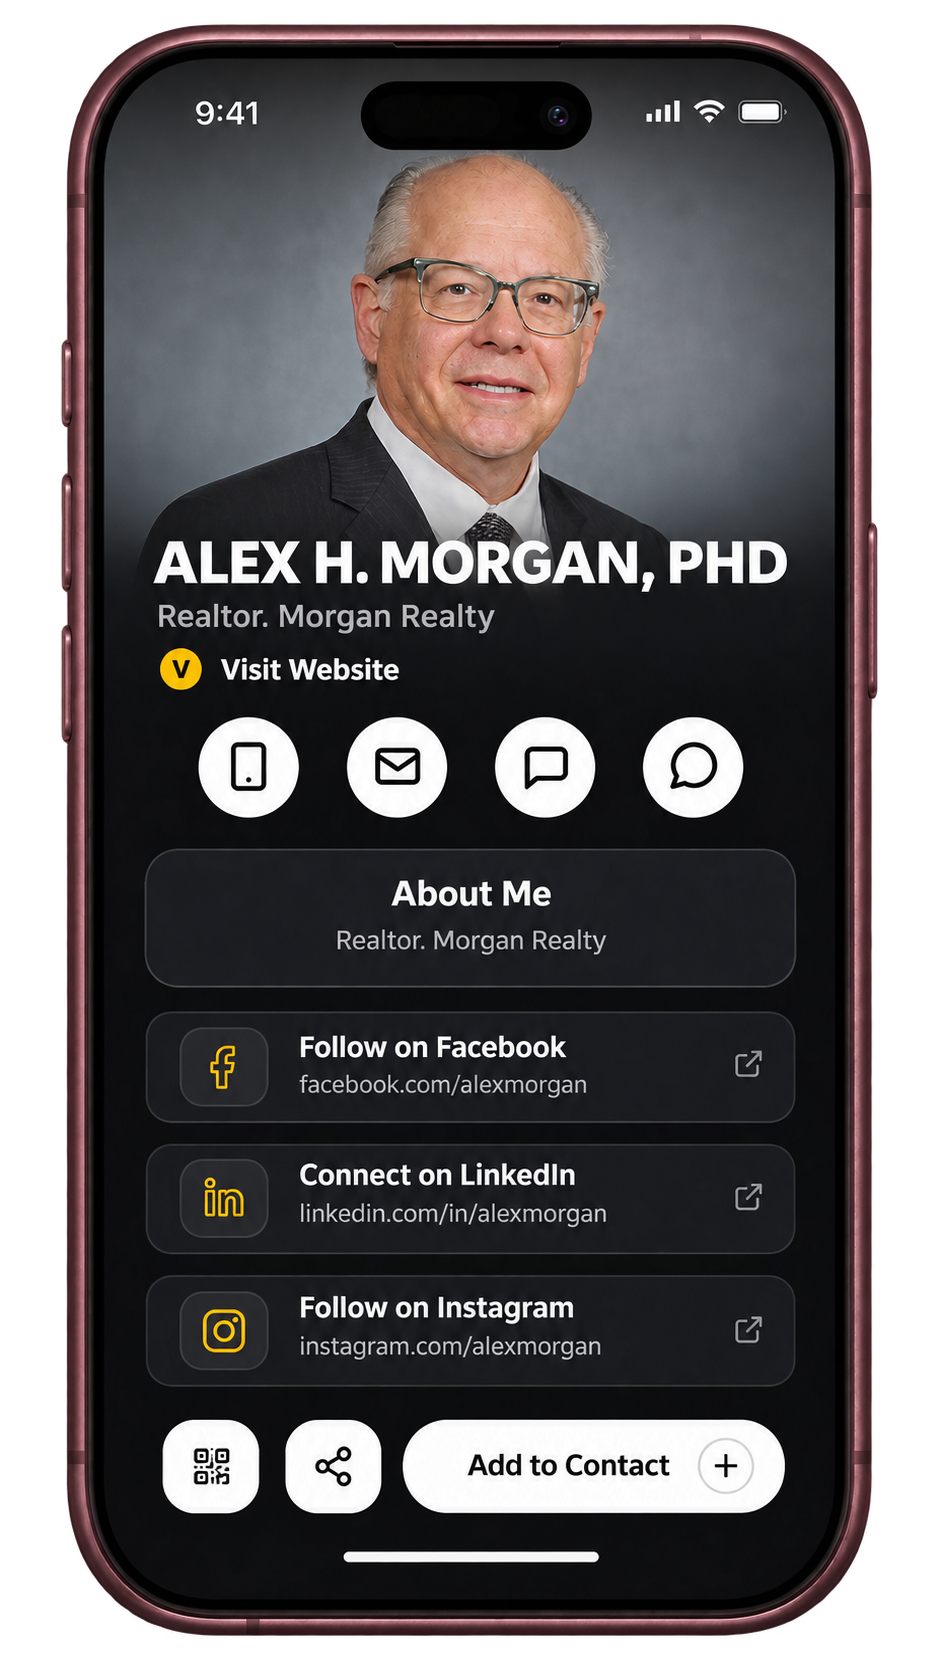 9:41
ALEX H. MORGAN, PHD
Realtor. Morgan Realty
V Visit Website
About Me
Realtor. Morgan Realty
Follow on Facebook
facebook.com/alexmorgan
Connect on LinkedIn
linkedin.com/in/alexmorgan
Follow on Instagram
instagram.com/alexmorgan
Add to Contact